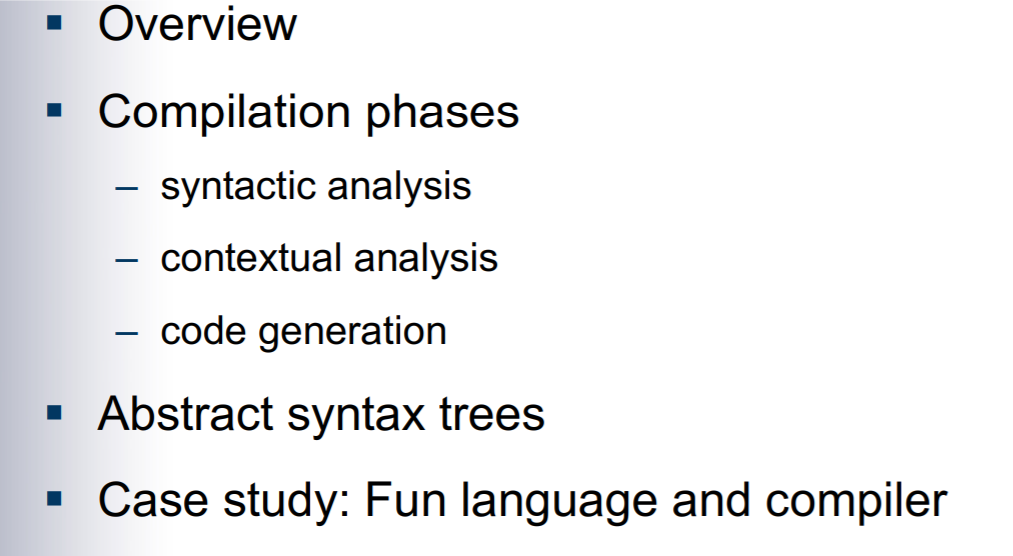 ▪ Overview
▪ Compilation phases
– syntactic analysis
– contextual analysis
– code generation
▪ Abstract syntax trees
▪ Case study: Fun language and compiler